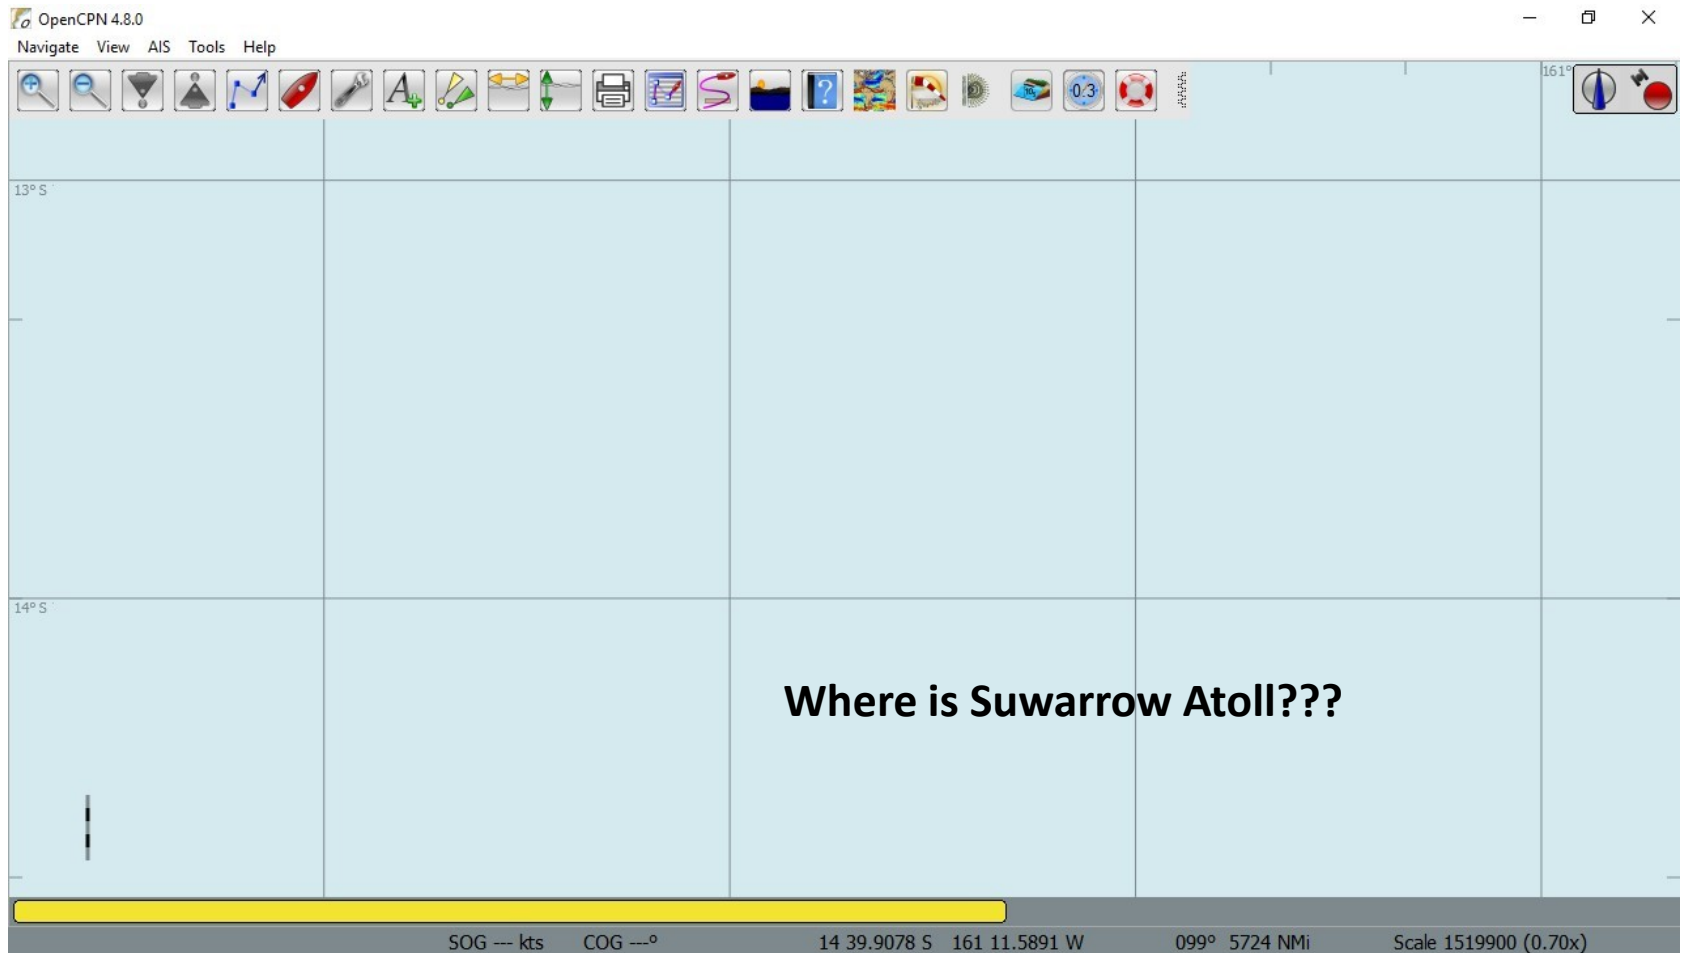 OpenCPN 4.8.0
Navigate View AIS Tools Help
161°
13° S
14° S
Where is Suwarrow Atoll???
SOG --- kts COG ---° 14 39.9078 S 161 11.5891 W 099° 5724 NMi Scale 1519900 (0.70x)